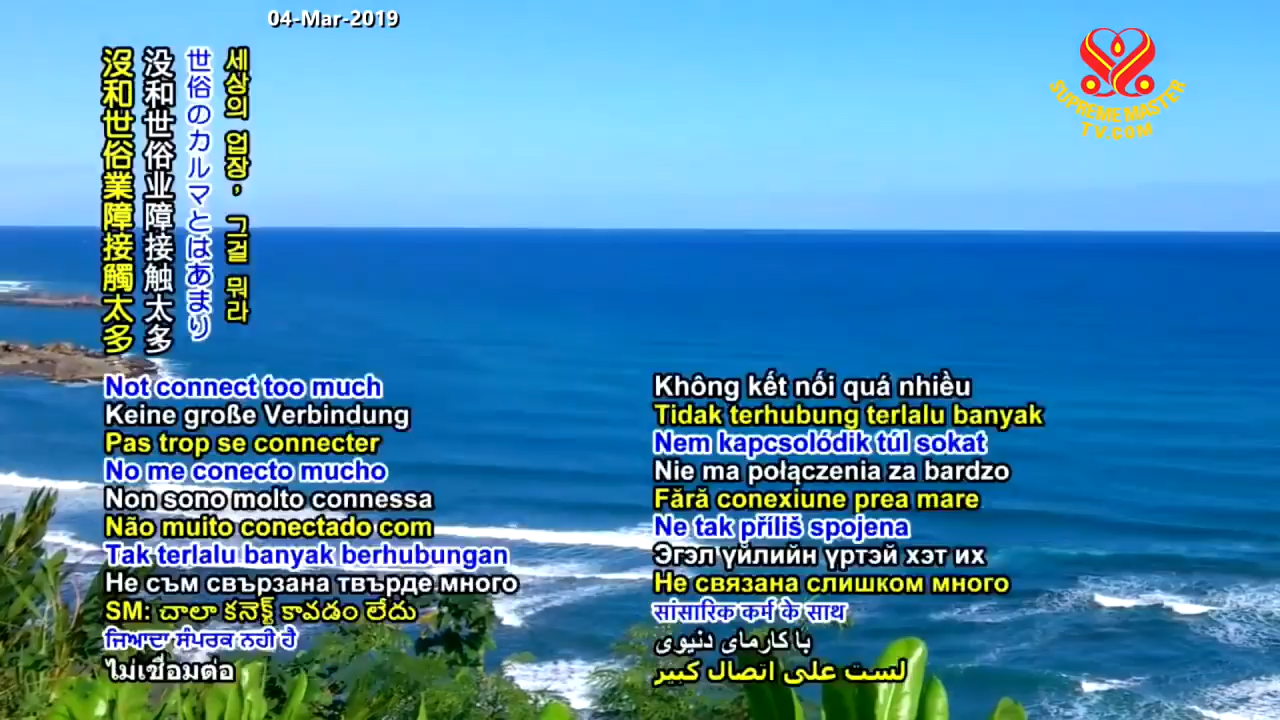 04-Mar-2019
SUPREME MASTER
TV.COM
沒和世俗業障接觸太多
没和世俗业障接触太多
世俗のカルマとはあまり
세상의 업장, 그걸 뭐라
Not connect too much
Keine große Verbindung
Pas trop se connecter
No me conecto mucho
Non sono molto connessa
Não muito conectado com
Tak terlalu banyak berhubungan
Не съм свързана твърде много
SM: చాలా కనెక్ట్ కావడం లేదు
ਜਿਆਦਾ ਸੰਪਰਕ ਨਹੀ ਹੈ
ไม่เชื่อมต่อ
Không kết nối quá nhiều
Tidak terhubung terlalu banyak
Nem kapcsolódik túl sokat
Nie ma połączenia za bardzo
Fără conexiune prea mare
Ne tak příliš spojena
Эгэл үйлийн үртэй хэт их
Не связана слишком много
सांसारिक कर्म के साथ
با کارمای دنیوی
لست على اتصال كبير